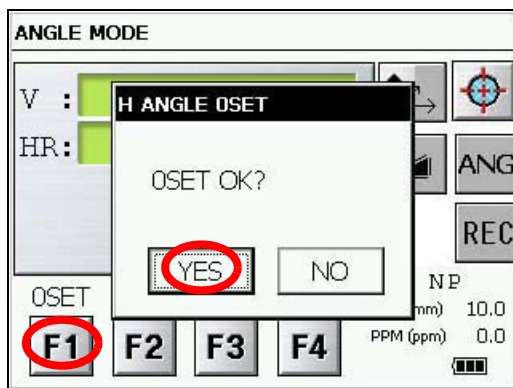 ANGLE MODE
V :
H ANGLE 0SET
HR:
0SET OK?
ANG
YES NO
REC
0SET
NP
mm) 10.0
F1 F2 F3 F4
PPM (ppm) 0.0